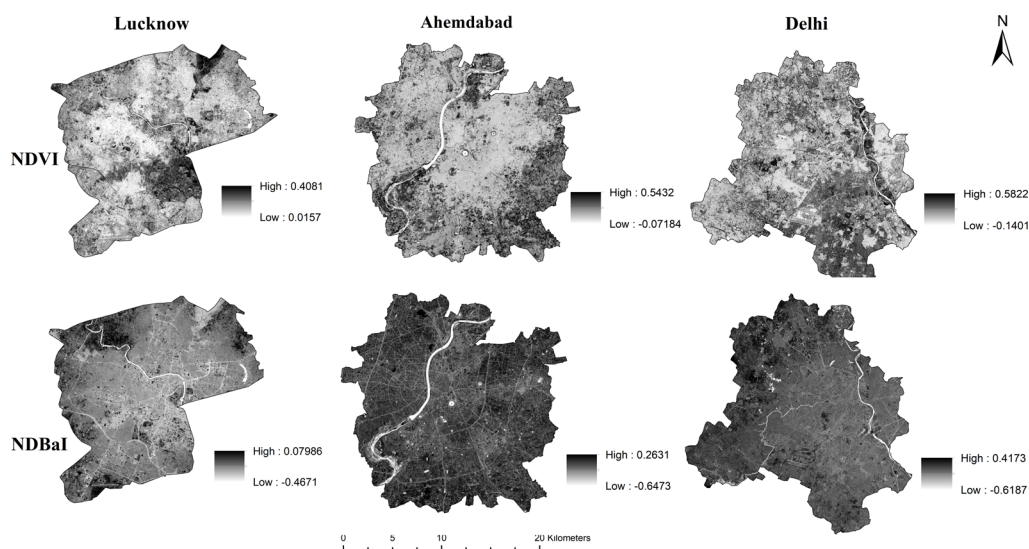 Lucknow
Ahemdabad
Delhi
N
NDVI
High : 0.4081
Low : 0.0157
High : 0.5432
Low : -0.07184
High : 0.5822
Low : -0.1401
NDBaI
High : 0.07986
Low : -0.4671
High : 0.2631
Low : -0.6473
High : 0.4173
Low : -0.6187
0 5 10 20 Kilometers